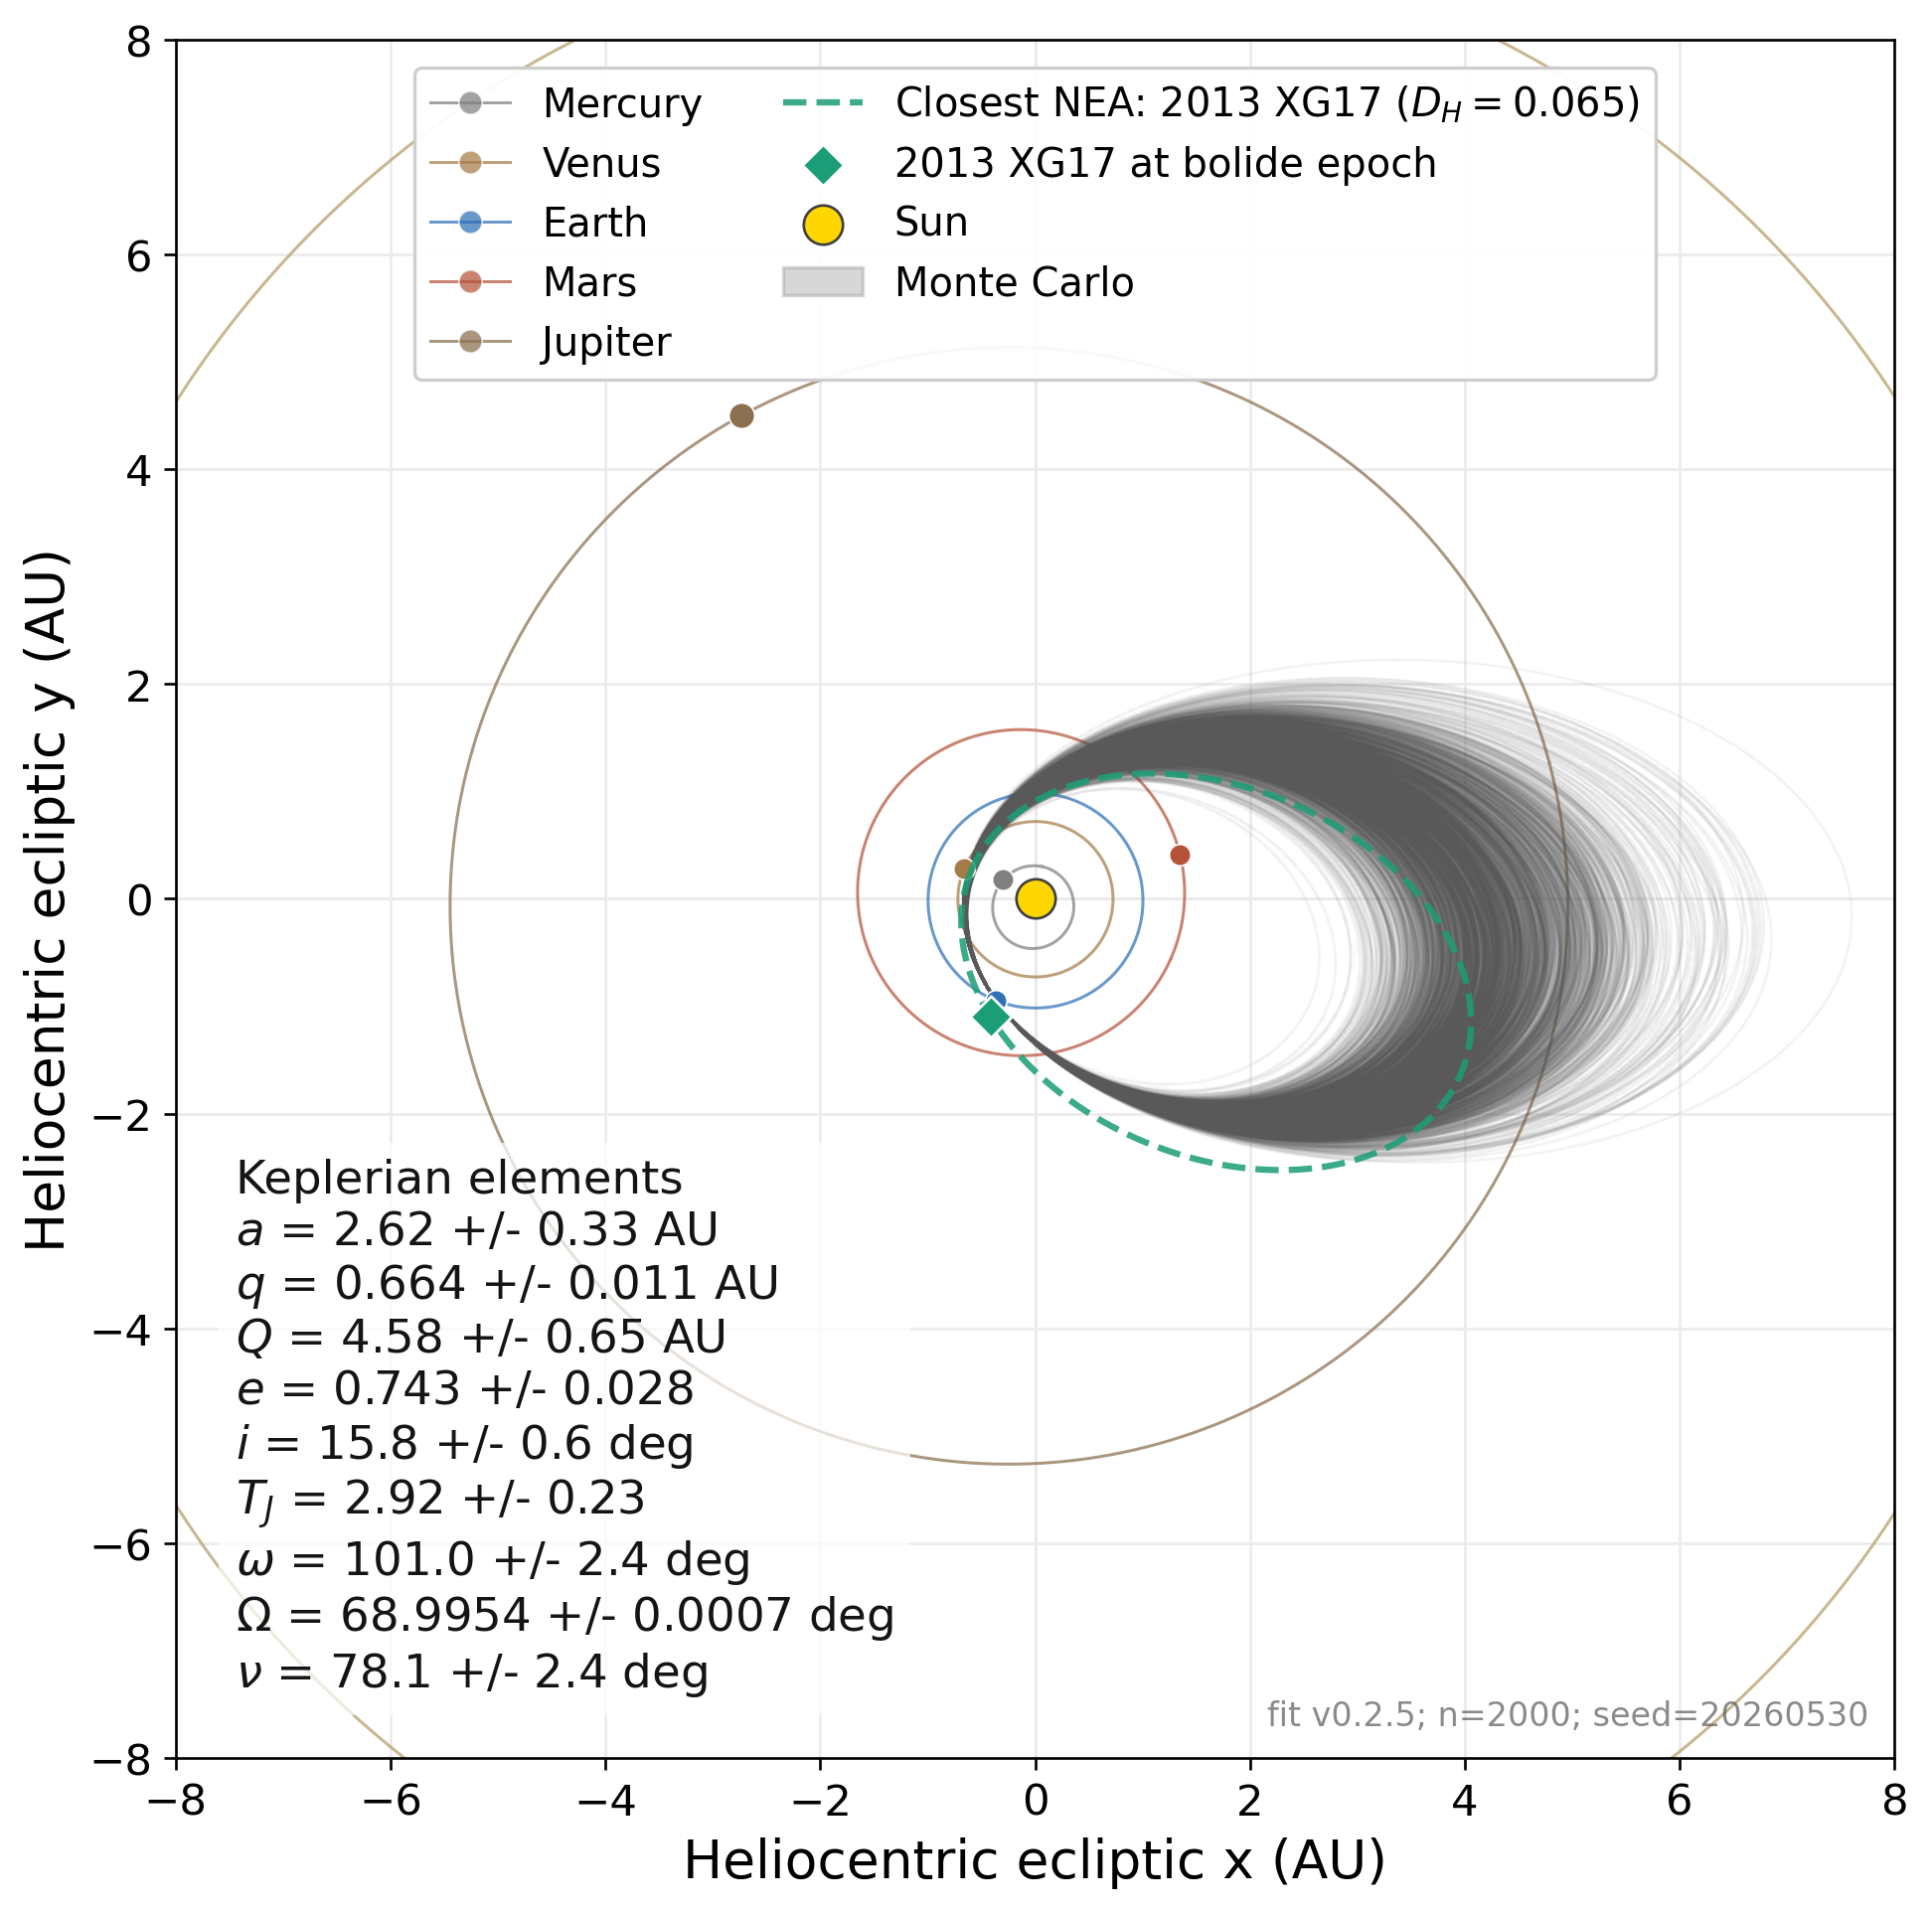 Mercury
Venus
Earth
Mars
Jupiter
Closest NEA: 2013 XG17 (D_H = 0.065)
2013 XG17 at bolide epoch
Sun
Monte Carlo
8
6
4
2
0
−2
−4
−6
−8
Heliocentric ecliptic y (AU)
Keplerian elements
a = 2.62 +/- 0.33 AU
q = 0.664 +/- 0.011 AU
Q = 4.58 +/- 0.65 AU
e = 0.743 +/- 0.028
i = 15.8 +/- 0.6 deg
T_J = 2.92 +/- 0.23
ω = 101.0 +/- 2.4 deg
Ω = 68.9954 +/- 0.0007 deg
ν = 78.1 +/- 2.4 deg
fit v0.2.5; n=2000; seed=20260530
−8 −6 −4 −2 0 2 4 6 8
Heliocentric ecliptic x (AU)